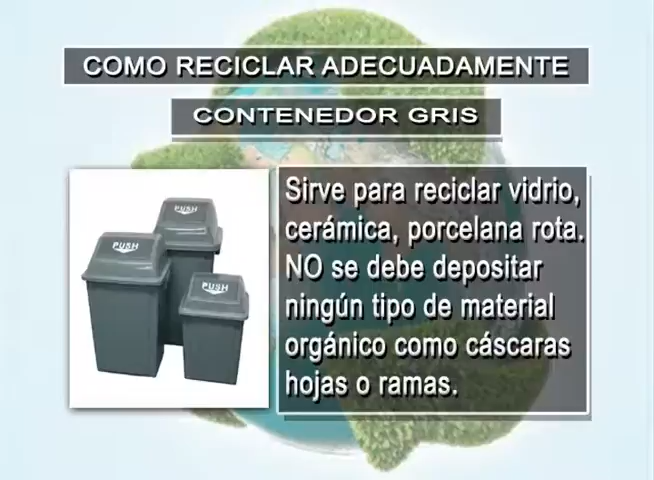 COMO RECICLAR ADECUADAMENTE
CONTENEDOR GRIS
PUSH
PUSH
PUSH
Sirve para reciclar vidrio,
cerámica, porcelana rota.
NO se debe depositar
ningún tipo de material
orgánico como cáscaras
hojas o ramas.